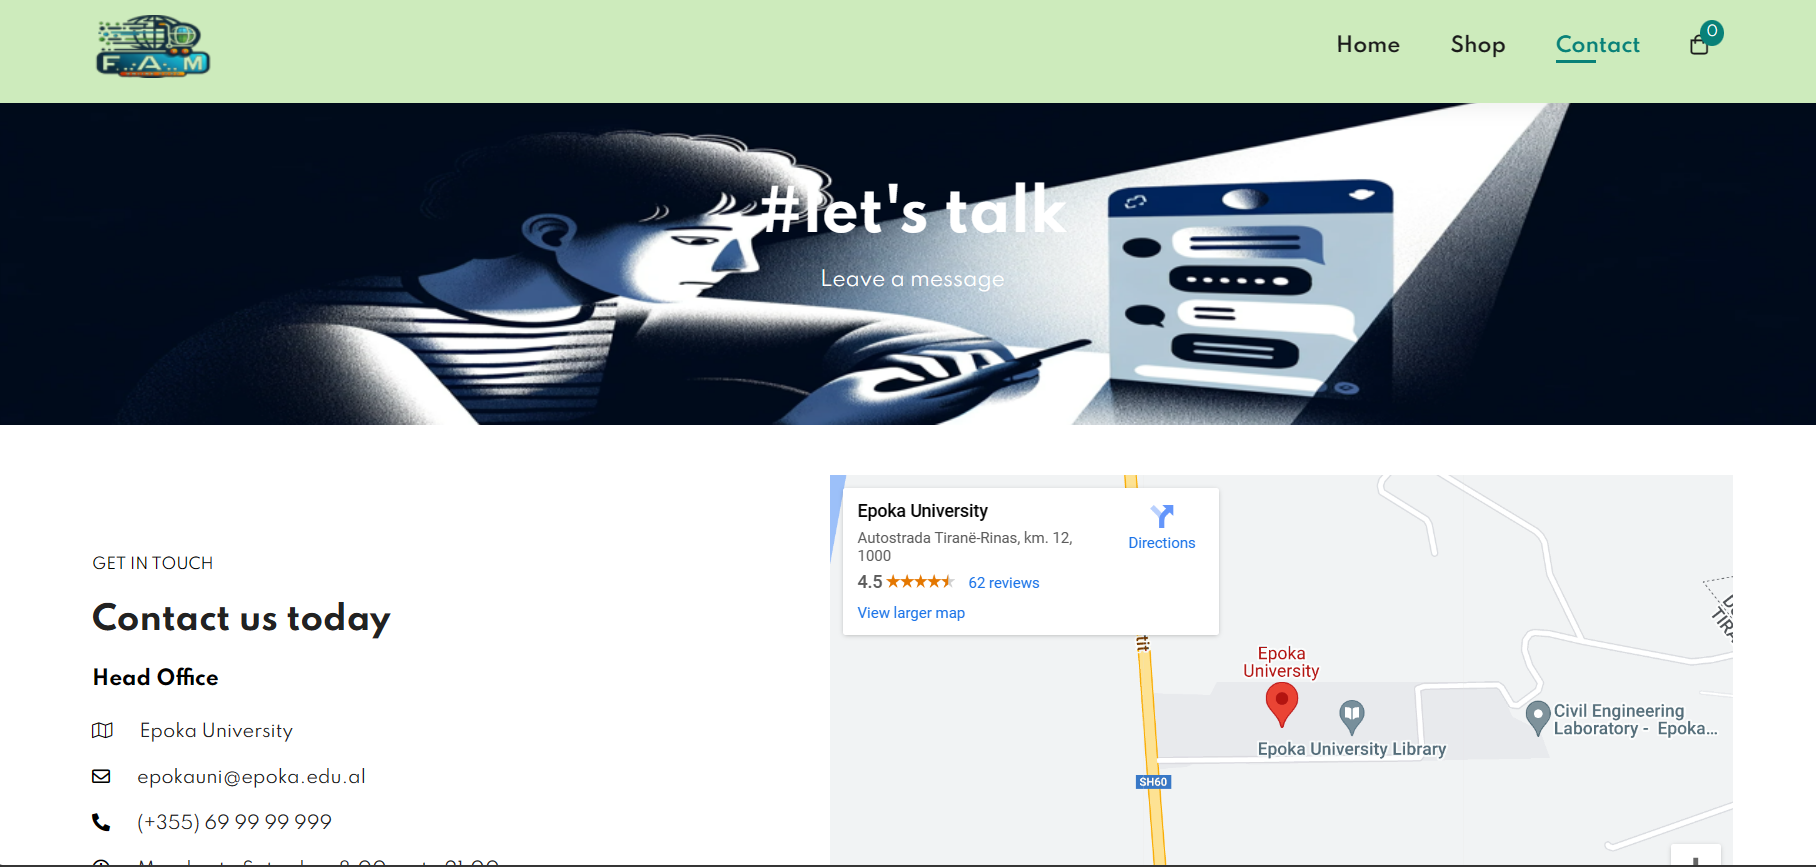 F...A...M
Home
Shop
Contact
0
#let's talk
Leave a message
GET IN TOUCH
Contact us today
Head Office
Epoka University
epokauni@epoka.edu.al
(+355) 69 99 99 999
Epoka University
Autostrada Tiranë-Rinas, km. 12,
1000
4.5
62 reviews
View larger map
Directions
Epoka
University
Epoka University Library
Civil Engineering
Laboratory - Epoka...
SH60